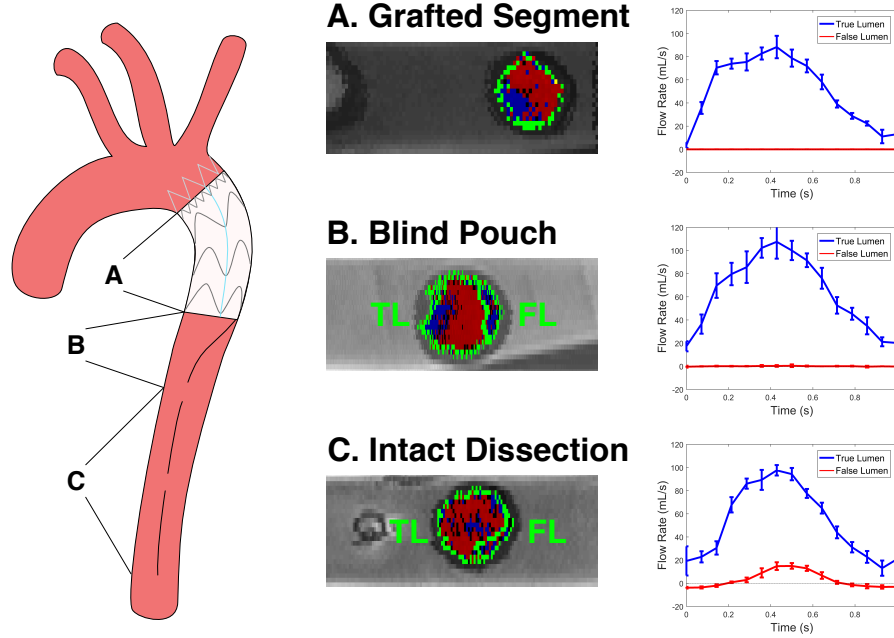 A. Grafted Segment
120
100
80
60
40
20
0
-20
Flow Rate (mL/s)
True Lumen
False Lumen
0 0.2 0.4 0.6 0.8
Time (s)
A
B
C
B. Blind Pouch
TL FL
120
100
80
60
40
20
0
-20
Flow Rate (mL/s)
True Lumen
False Lumen
0 0.2 0.4 0.6 0.8
Time (s)
C. Intact Dissection
TL FL
120
100
80
60
40
20
0
-20
Flow Rate (mL/s)
True Lumen
False Lumen
0 0.2 0.4 0.6 0.8
Time (s)